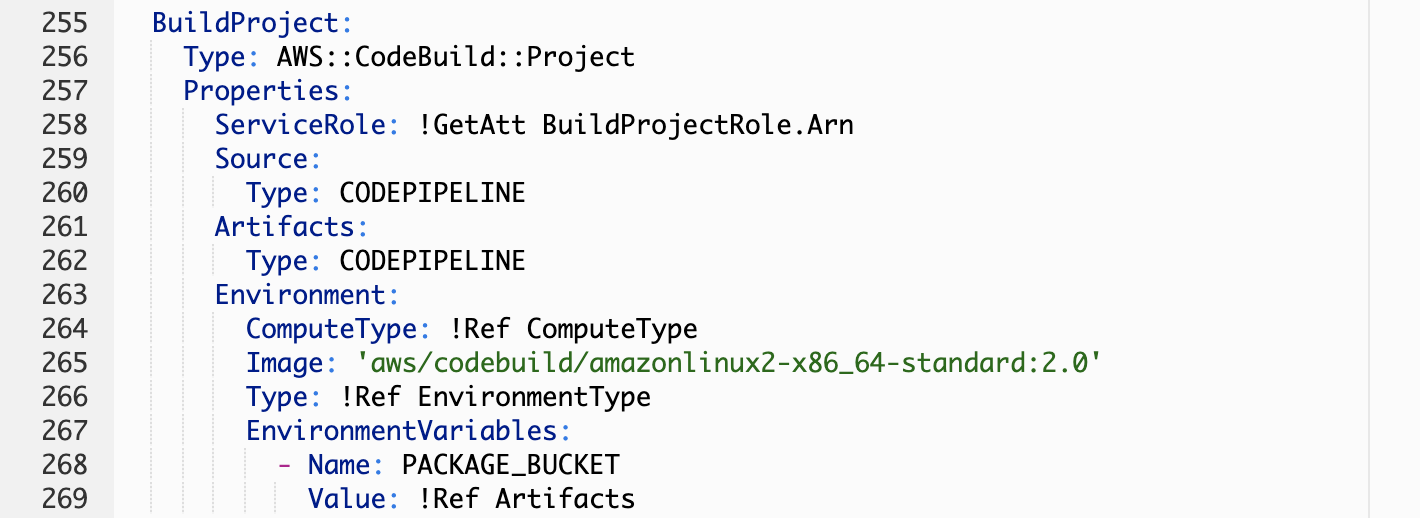 255 BuildProject:
256 Type: AWS::CodeBuild::Project
257 Properties:
258 ServiceRole: !GetAtt BuildProjectRole.Arn
259 Source:
260 Type: CODEPIPELINE
261 Artifacts:
262 Type: CODEPIPELINE
263 Environment:
264 ComputeType: !Ref ComputeType
265 Image: 'aws/codebuild/amazonlinux2-x86_64-standard:2.0'
266 Type: !Ref EnvironmentType
267 EnvironmentVariables:
268 - Name: PACKAGE_BUCKET
269 Value: !Ref Artifacts